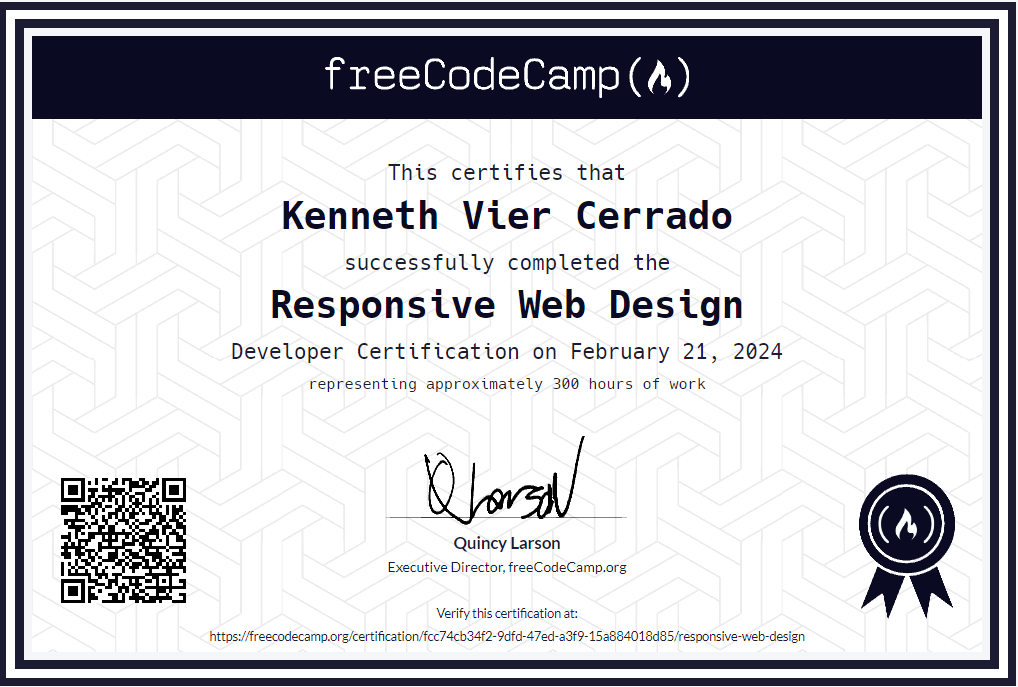 freeCodeCamp
This certifies that
Kenneth Vier Cerrado
successfully completed the
Responsive Web Design
Developer Certification on February 21, 2024
representing approximately 300 hours of work
Q Larson
Quincy Larson
Executive Director, freeCodeCamp.org
Verify this certification at:
https://freecodecamp.org/certification/fcc74cb34f2-9dfd-47ed-a3f9-15a884018d85/responsive-web-design